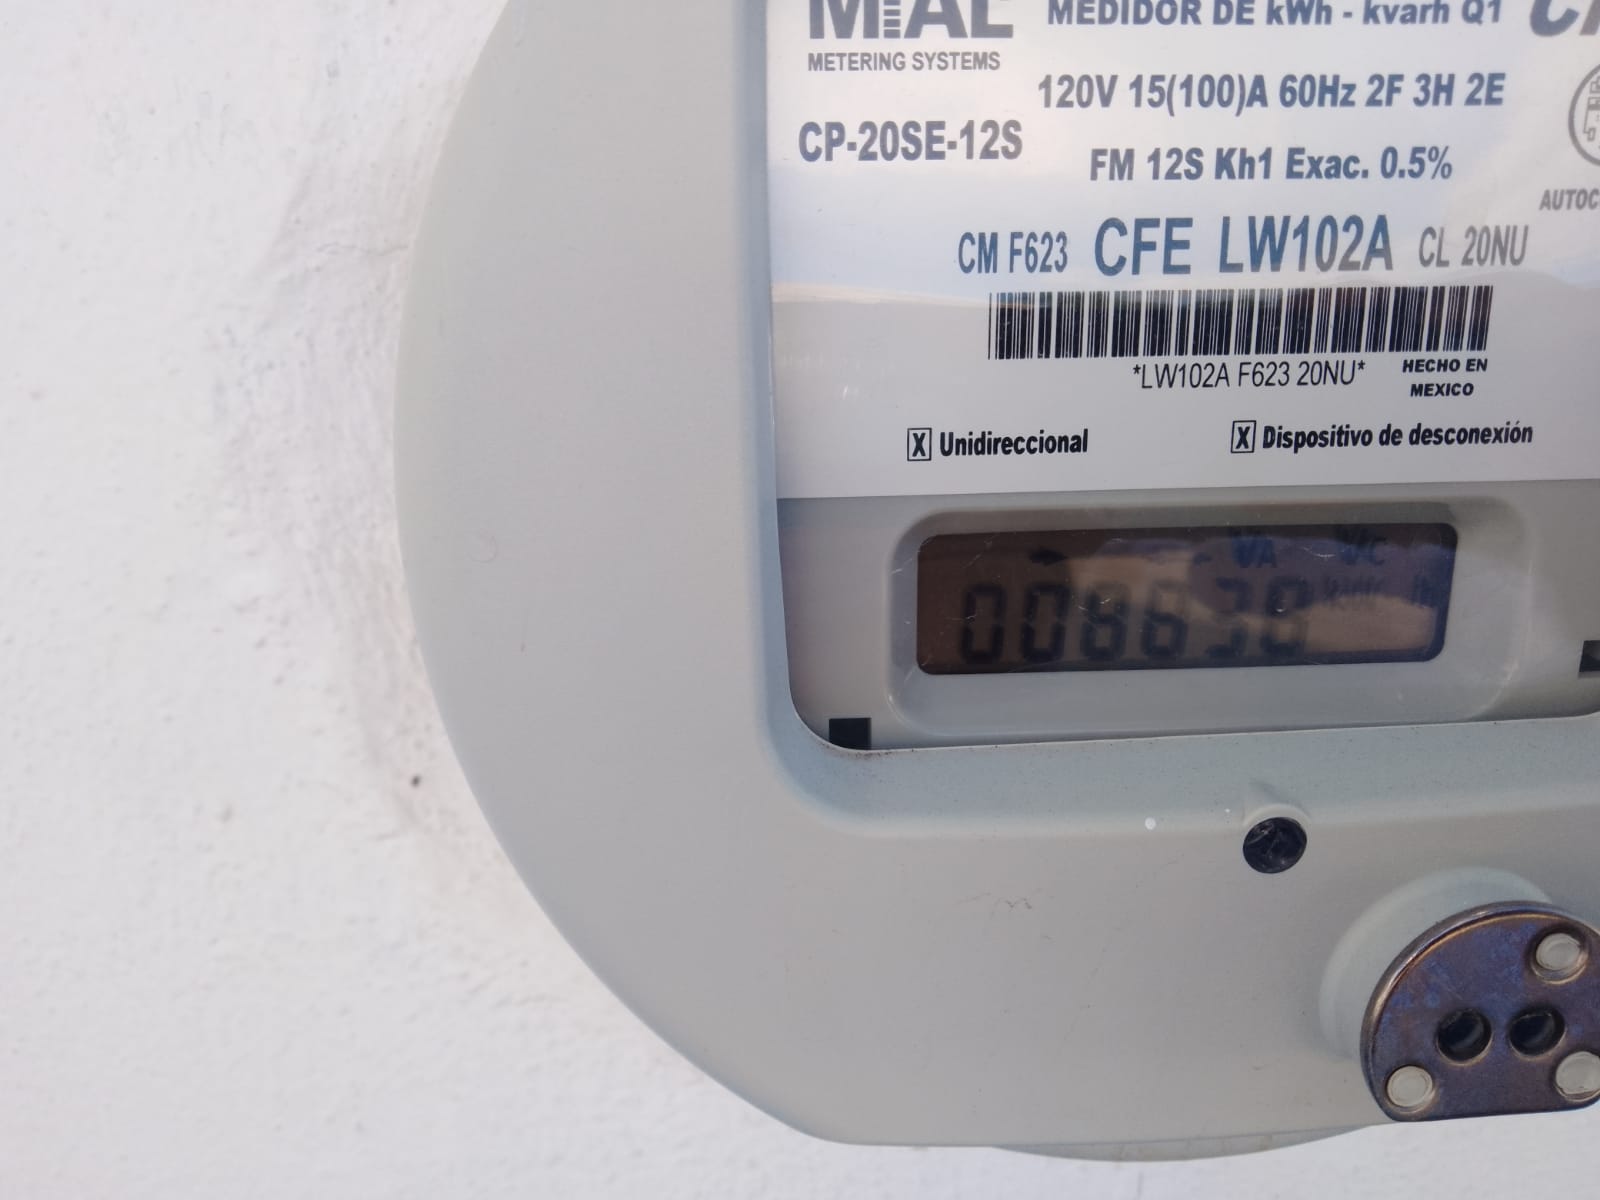 MEDIDOR DE kWh - kvarh Q1
METERING SYSTEMS
120V 15(100)A 60Hz 2F 3H 2E
CP-20SE-12S
FM 12S Kh1 Exac. 0.5%
CM F623 CFE LW102A CL 20NU
*LW102A F623 20NU*
HECHO EN
MEXICO
X Unidireccional
X Dispositivo de desconexión
VA VC